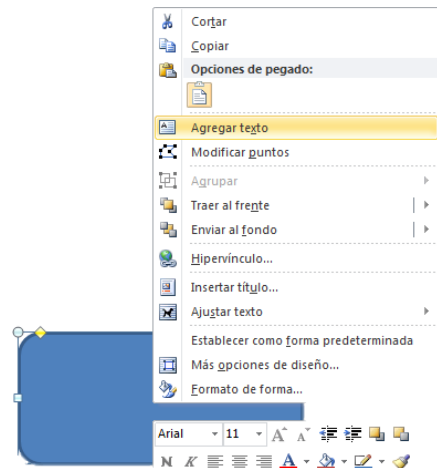 Cortar
Copiar
Opciones de pegado:
Agregar texto
Modificar puntos
Agrupar
Traer al frente
Enviar al fondo
Hipervínculo...
Insertar título...
Ajustar texto
Establecer como forma predeterminada
Más opciones de diseño...
Formato de forma...
Arial 11 A A
N K A